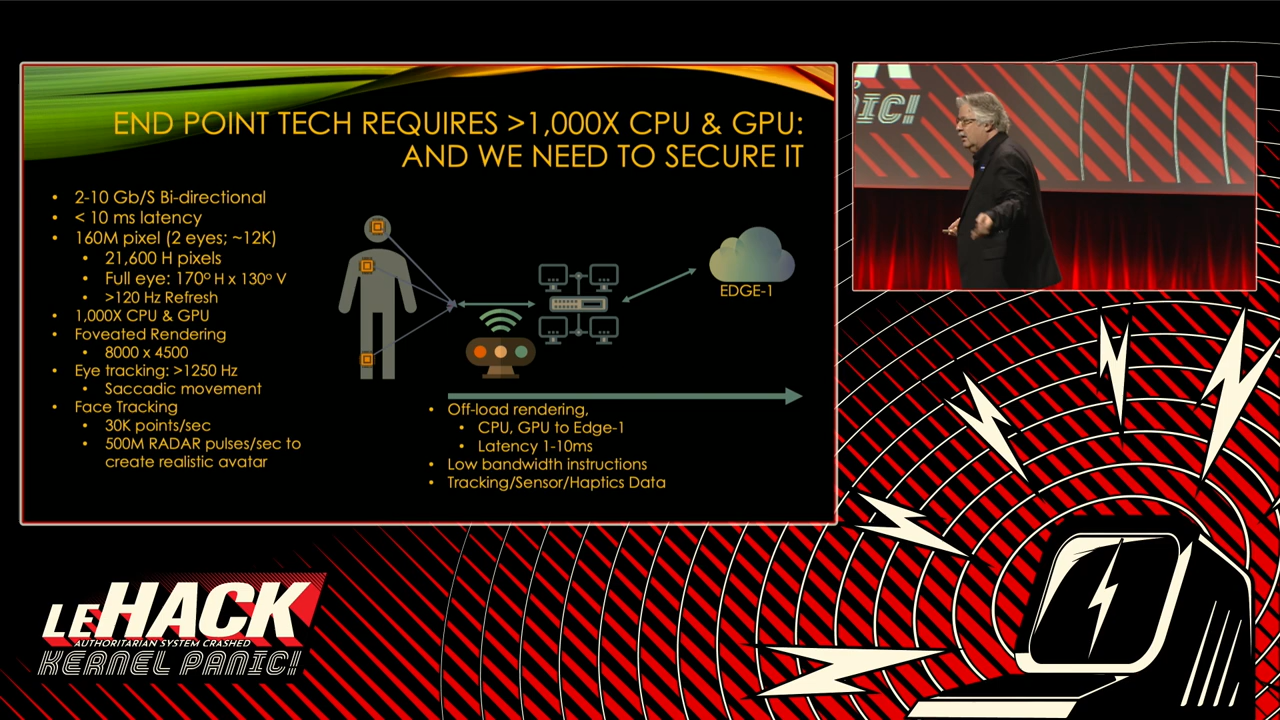 END POINT TECH REQUIRES >1,000X CPU & GPU:
AND WE NEED TO SECURE IT
• 2-10 Gb/S Bi-directional
• < 10 ms latency
• 160M pixel (2 eyes; ~12K)
• 21,600 H pixels
• Full eye: 170° H x 130° V
• >120 Hz Refresh
• 1,000X CPU & GPU
• Foveated Rendering
• 8000 x 4500
• Eye tracking: >1250 Hz
• Saccadic movement
• Face Tracking
• 30K points/sec
• 500M RADAR pulses/sec to
create realistic avatar
EDGE-1
• Off-load rendering,
• CPU, GPU to Edge-1
• Latency 1-10ms
• Low bandwidth instructions
• Tracking/Sensor/Haptics Data
NIC!
LEHACK
AUTHORITARIAN SYSTEM CRASHED
KERNEL PANIC!